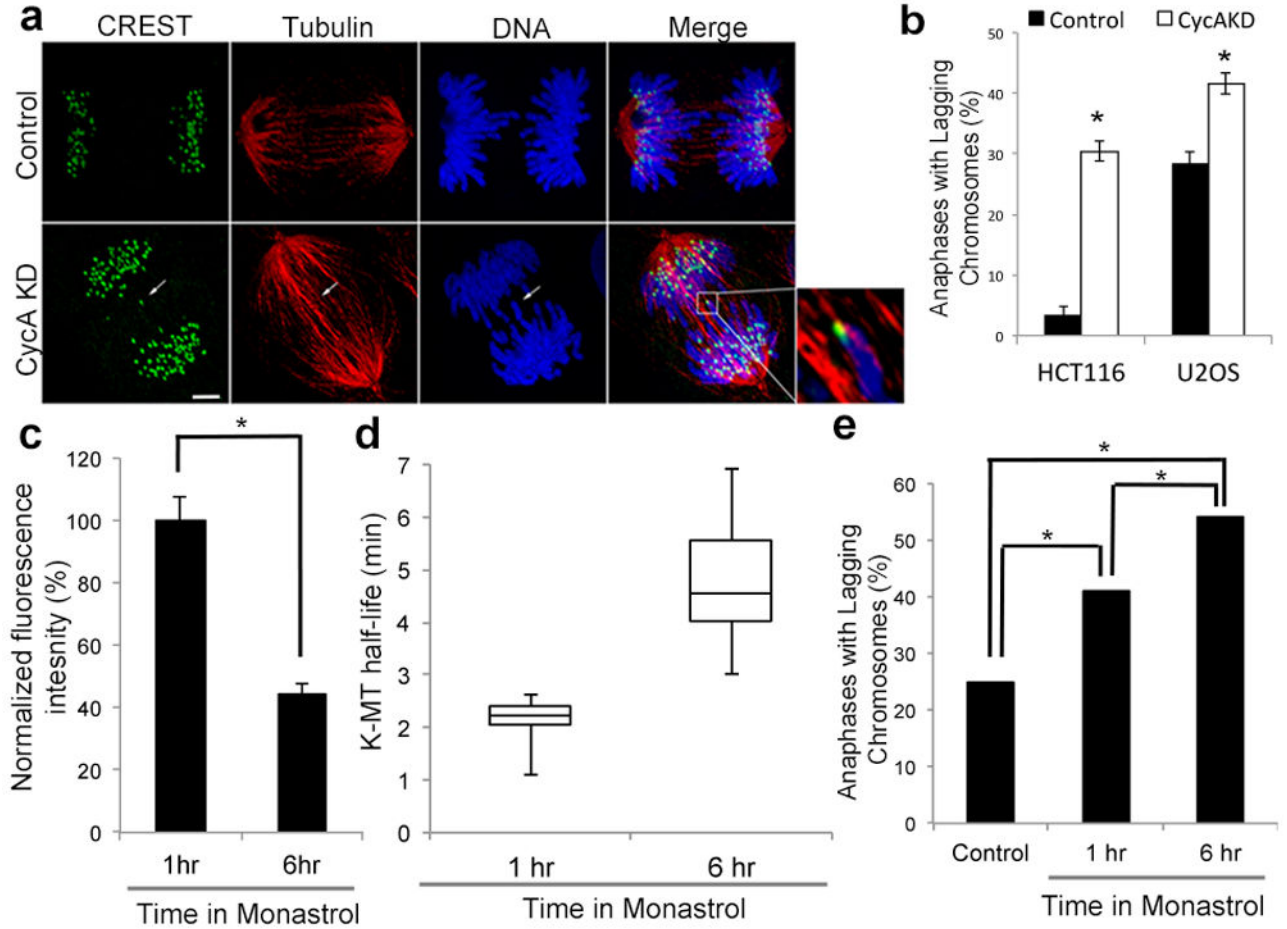 a
CREST
Tubulin
DNA
Merge
Control
CycA KD
b
Control
CycAKD
Anaphases with Lagging
Chromosomes (%)
50
40
30
20
10
0
*
*
HCT116
U2OS
c
Normalized fluorescence
intesnity (%)
120
100
80
60
40
20
0
*
1hr
6hr
Time in Monastrol
d
K-MT half-life (min)
7
6
5
4
3
2
1
0
1 hr
6 hr
Time in Monastrol
e
Anaphases with Lagging
Chromosomes (%)
60
50
40
30
20
10
0
*
*
*
Control
1 hr
6 hr
Time in Monastrol